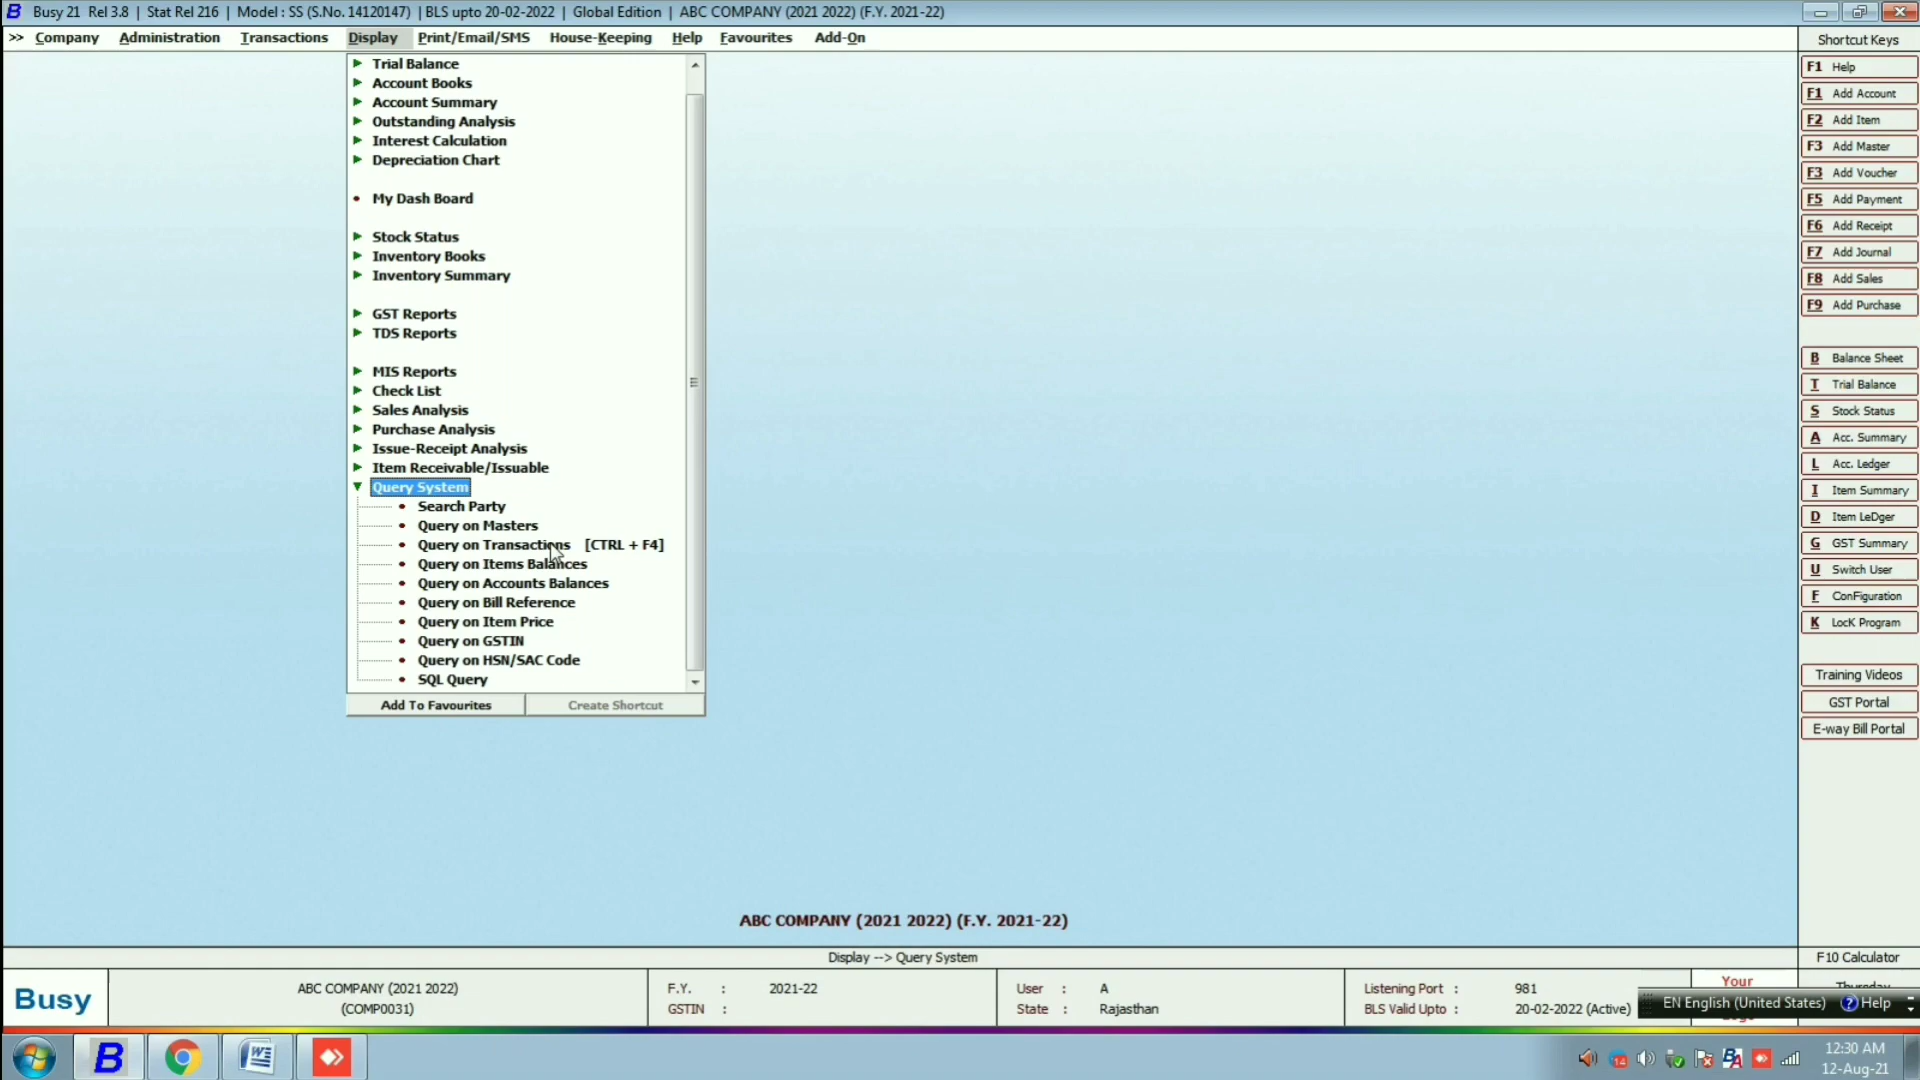 B Busy 21 Rel 3.8 | Stat Rel 216 | Model : SS (S.No. 14120147) | BLS upto 20-02-2022 | Global Edition | ABC COMPANY (2021 2022) (F.Y. 2021-22)
>> Company Administration Transactions Display Print/Email/SMS House-Keeping Help Favourites Add-On
Trial Balance
Account Books
Account Summary
Outstanding Analysis
Interest Calculation
Depreciation Chart
My Dash Board
Stock Status
Inventory Books
Inventory Summary
GST Reports
TDS Reports
MIS Reports
Check List
Sales Analysis
Purchase Analysis
Issue-Receipt Analysis
Item Receivable/Issuable
Query System
Search Party
Query on Masters
Query on Transactions [CTRL + F4]
Query on Items Balances
Query on Accounts Balances
Query on Bill Reference
Query on Item Price
Query on GSTIN
Query on HSN/SAC Code
SQL Query
Add To Favourites Create Shortcut
Shortcut Keys
F1 Help
F1 Add Account
F2 Add Item
F3 Add Master
F3 Add Voucher
F5 Add Payment
F6 Add Receipt
F7 Add Journal
F8 Add Sales
F9 Add Purchase
B Balance Sheet
T Trial Balance
S Stock Status
A Acc. Summary
L Acc. Ledger
I Item Summary
D Item LeDger
G GST Summary
U Switch User
F ConFiguration
K LocK Program
Training Videos
GST Portal
E-way Bill Portal
ABC COMPANY (2021 2022) (F.Y. 2021-22)
Display --> Query System
F10 Calculator
Busy
ABC COMPANY (2021 2022)
(COMP0031)
F.Y. : 2021-22
GSTIN :
User : A
State : Rajasthan
Listening Port : 981
BLS Valid Upto : 20-02-2022 (Active)
Your
EN English (United States) Help
B
12:30 AM
12-Aug-21